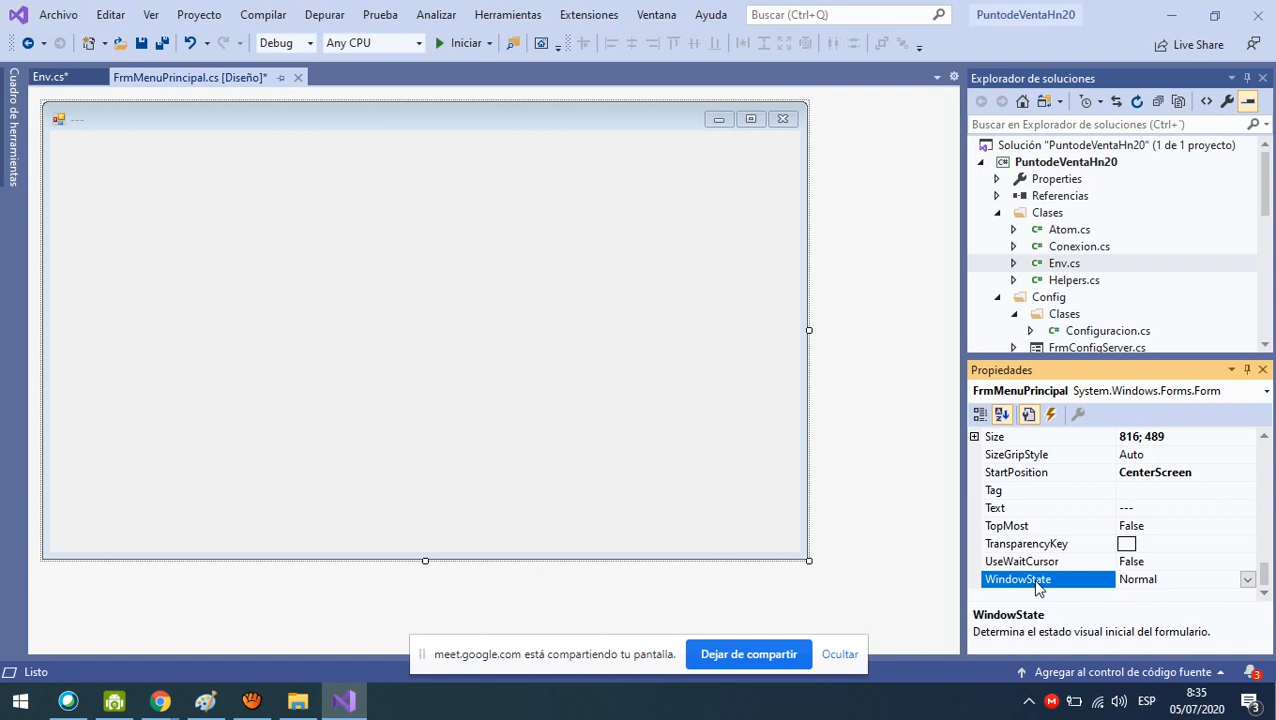 Archivo Editar Ver Proyecto Compilar Depurar Prueba Analizar Herramientas Extensiones Ventana Ayuda Buscar (Ctrl+Q) PuntodeVentaHn20
Debug Any CPU Iniciar Live Share
Cuadro de herramientas
Env.cs* FrmMenuPrincipal.cs [Diseño]*
---
Explorador de soluciones
Buscar en Explorador de soluciones (Ctrl+`)
Solución "PuntodeVentaHn20" (1 de 1 proyecto)
PuntodeVentaHn20
Properties
Referencias
Clases
Atom.cs
Conexion.cs
Env.cs
Helpers.cs
Config
Clases
Configuracion.cs
FrmConfigServer.cs
Propiedades
FrmMenuPrincipal System.Windows.Forms.Form
Size 816; 489
SizeGripStyle Auto
StartPosition CenterScreen
Tag
Text ---
TopMost False
TransparencyKey
UseWaitCursor False
WindowState Normal
WindowState
Determina el estado visual inicial del formulario.
meet.google.com está compartiendo tu pantalla. Dejar de compartir Ocultar
Listo Agregar al control de código fuente 3
ESP 8:35
05/07/2020 3